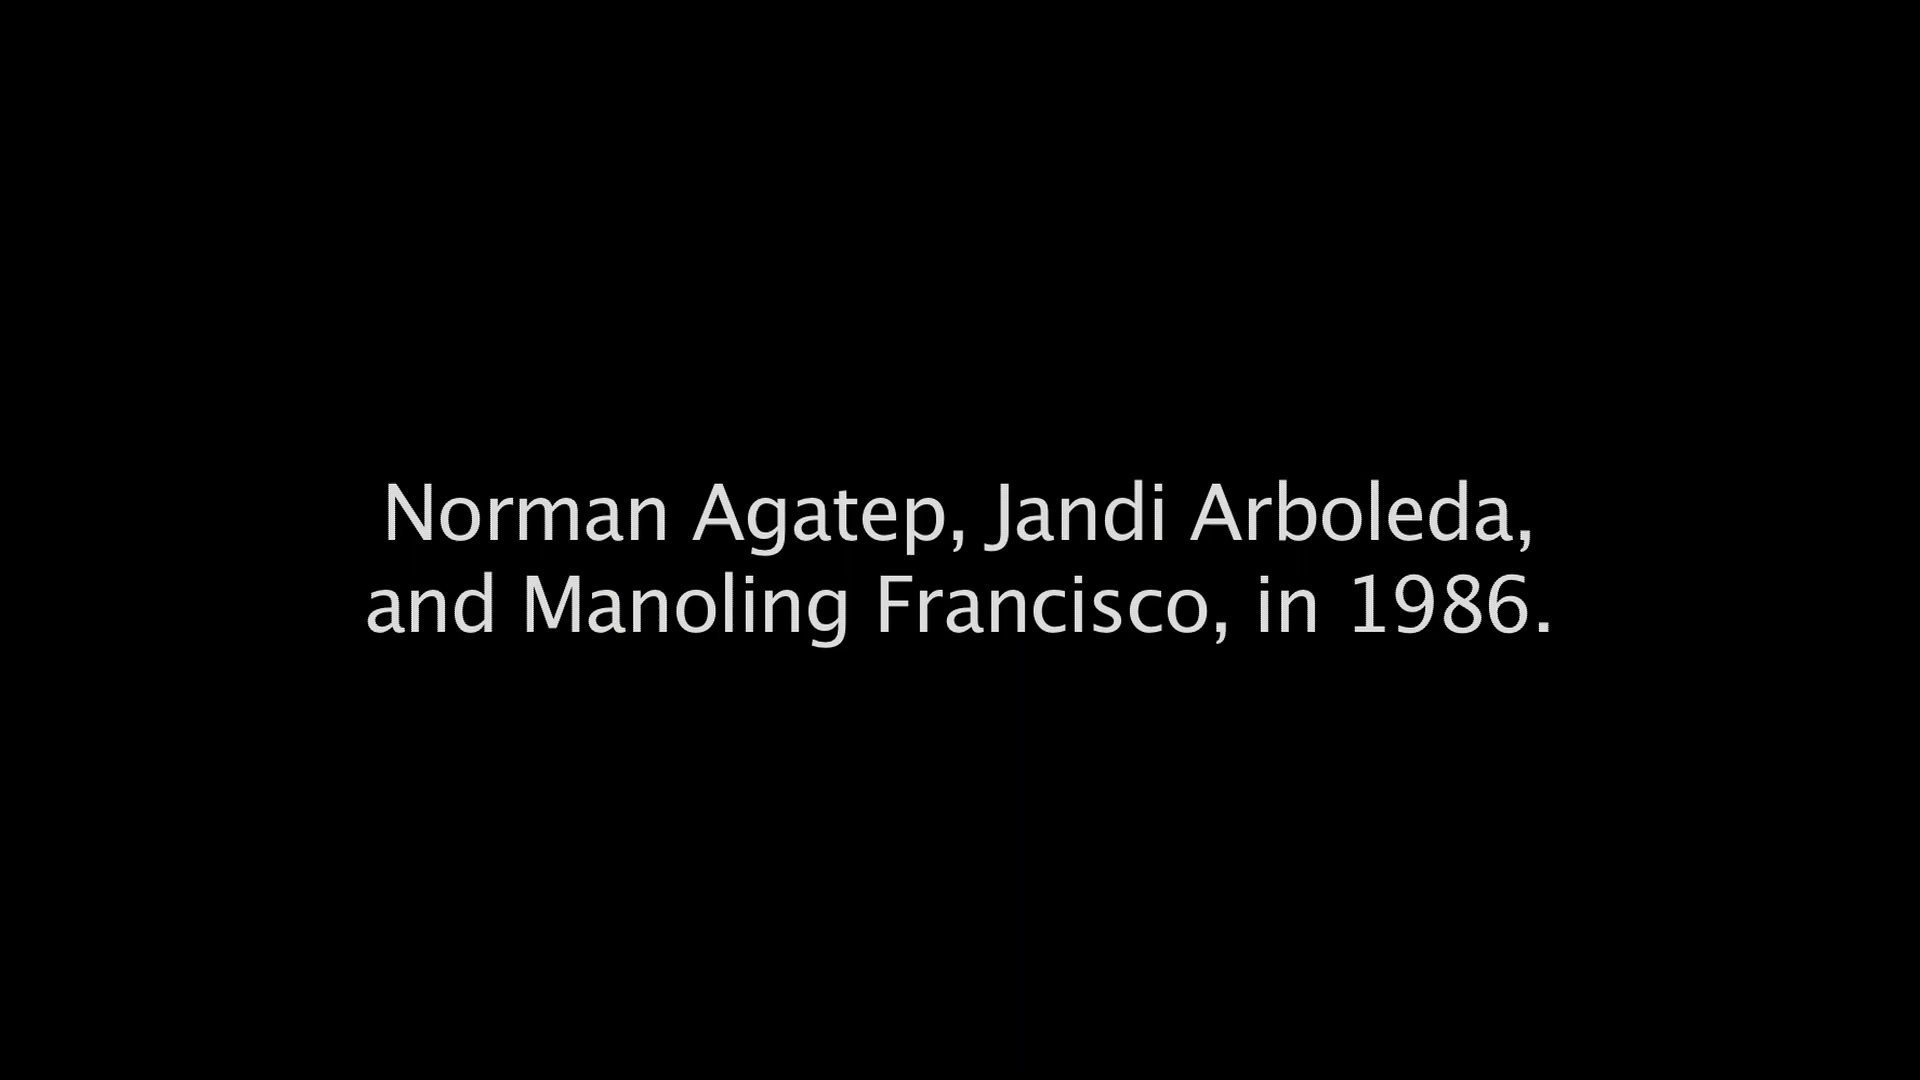 Norman Agatep, Jandi Arboleda,
and Manoling Francisco, in 1986.